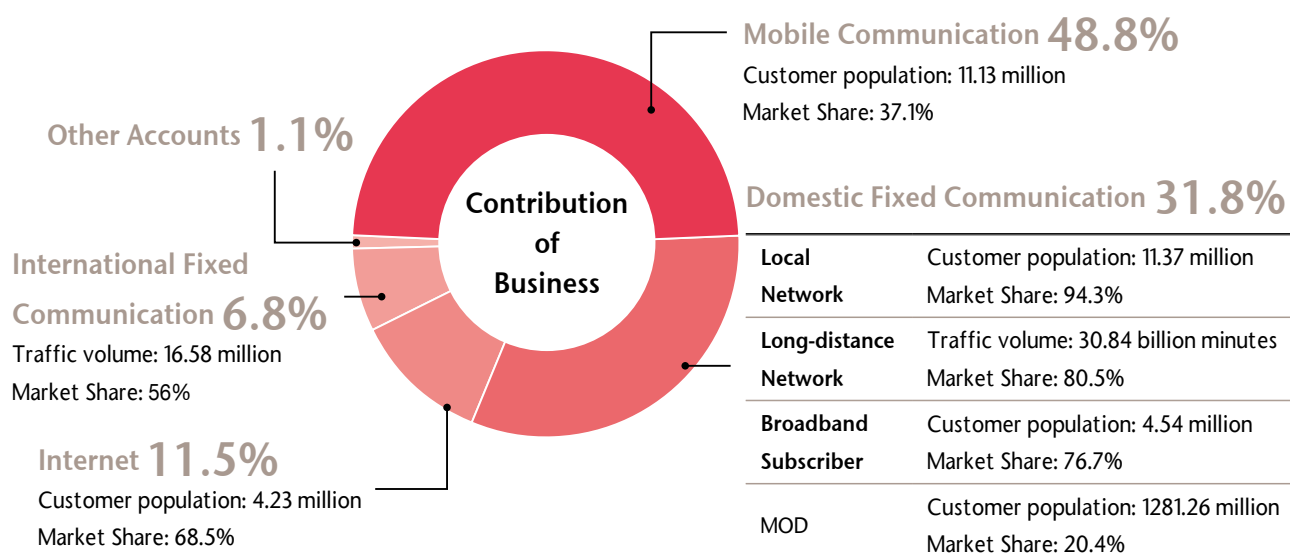 Mobile Communication 48.8%
Customer population: 11.13 million
Market Share: 37.1%
Other Accounts 1.1%
Contribution
of
Business
Domestic Fixed Communication 31.8%
Local Network
Customer population: 11.37 million
Market Share: 94.3%
Long-distance Network
Traffic volume: 30.84 billion minutes
Market Share: 80.5%
Broadband Subscriber
Customer population: 4.54 million
Market Share: 76.7%
MOD
Customer population: 1281.26 million
Market Share: 20.4%
International Fixed
Communication 6.8%
Traffic volume: 16.58 million
Market Share: 56%
Internet 11.5%
Customer population: 4.23 million
Market Share: 68.5%